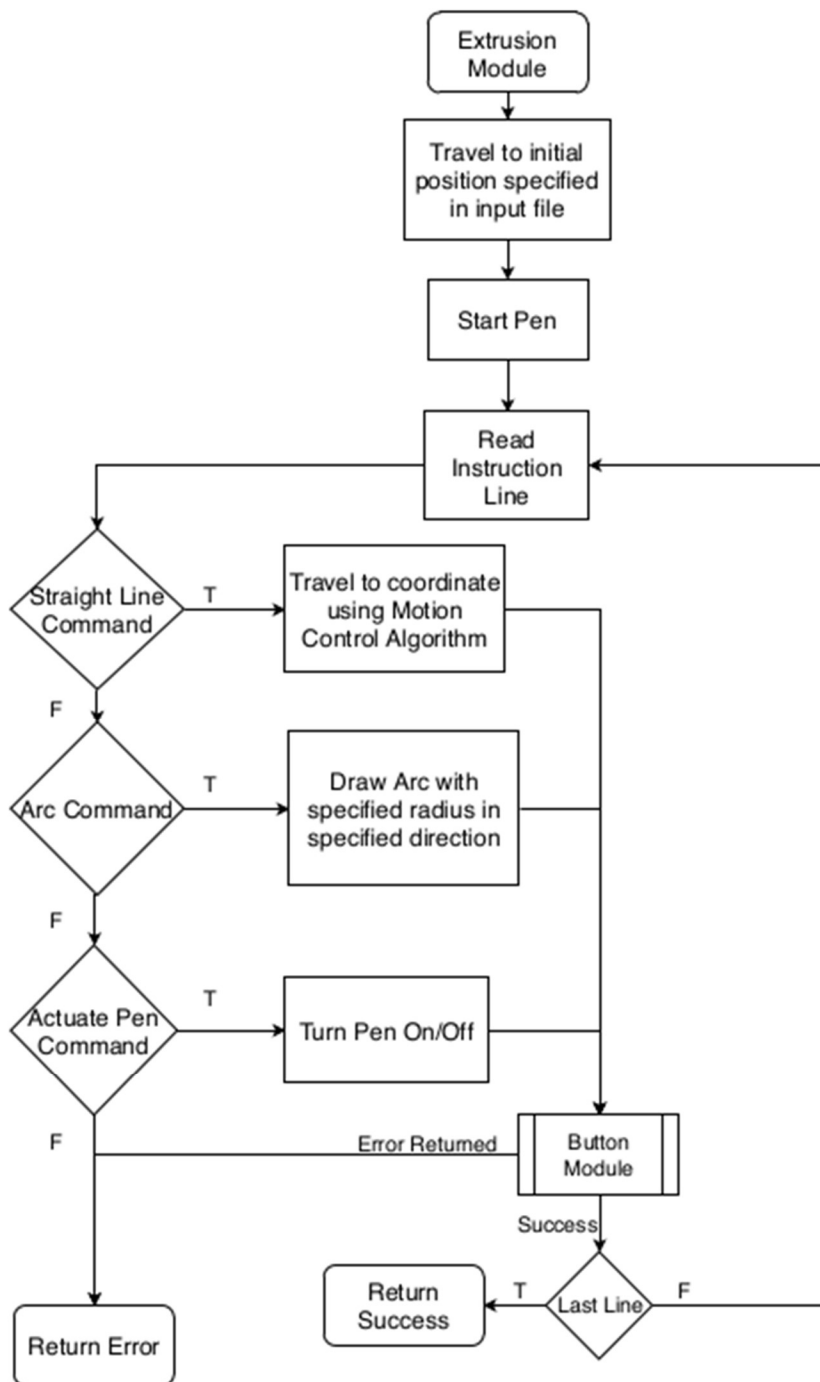 Extrusion
Module
Travel to initial
position specified
in input file
Start Pen
Read
Instruction
Line
Straight Line
Command
T
Travel to coordinate
using Motion
Control Algorithm
F
Arc Command
T
Draw Arc with
specified radius in
specified direction
F
Actuate Pen
Command
T
Turn Pen On/Off
F
Error Returned
Button
Module
Success
Last Line
T
F
Return
Success
Return Error